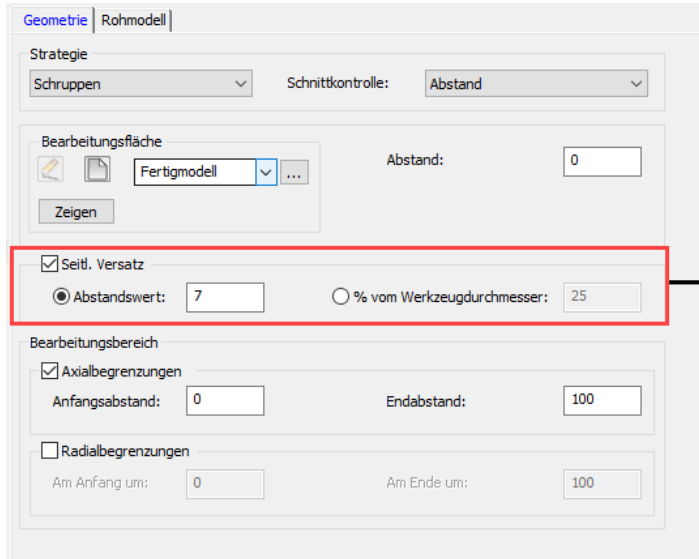 Geometrie Rohmodell
Strategie
Schruppen Schnittkontrolle: Abstand
Bearbeitungsfläche
Fertigmodell ... Abstand: 0
Zeigen
Seitl. Versatz
Abstandswert: 7 % vom Werkzeugdurchmesser: 25
Bearbeitungsbereich
Axialbegrenzungen
Anfangsabstand: 0 Endabstand: 100
Radialbegrenzungen
Am Anfang um: 0 Am Ende um: 100